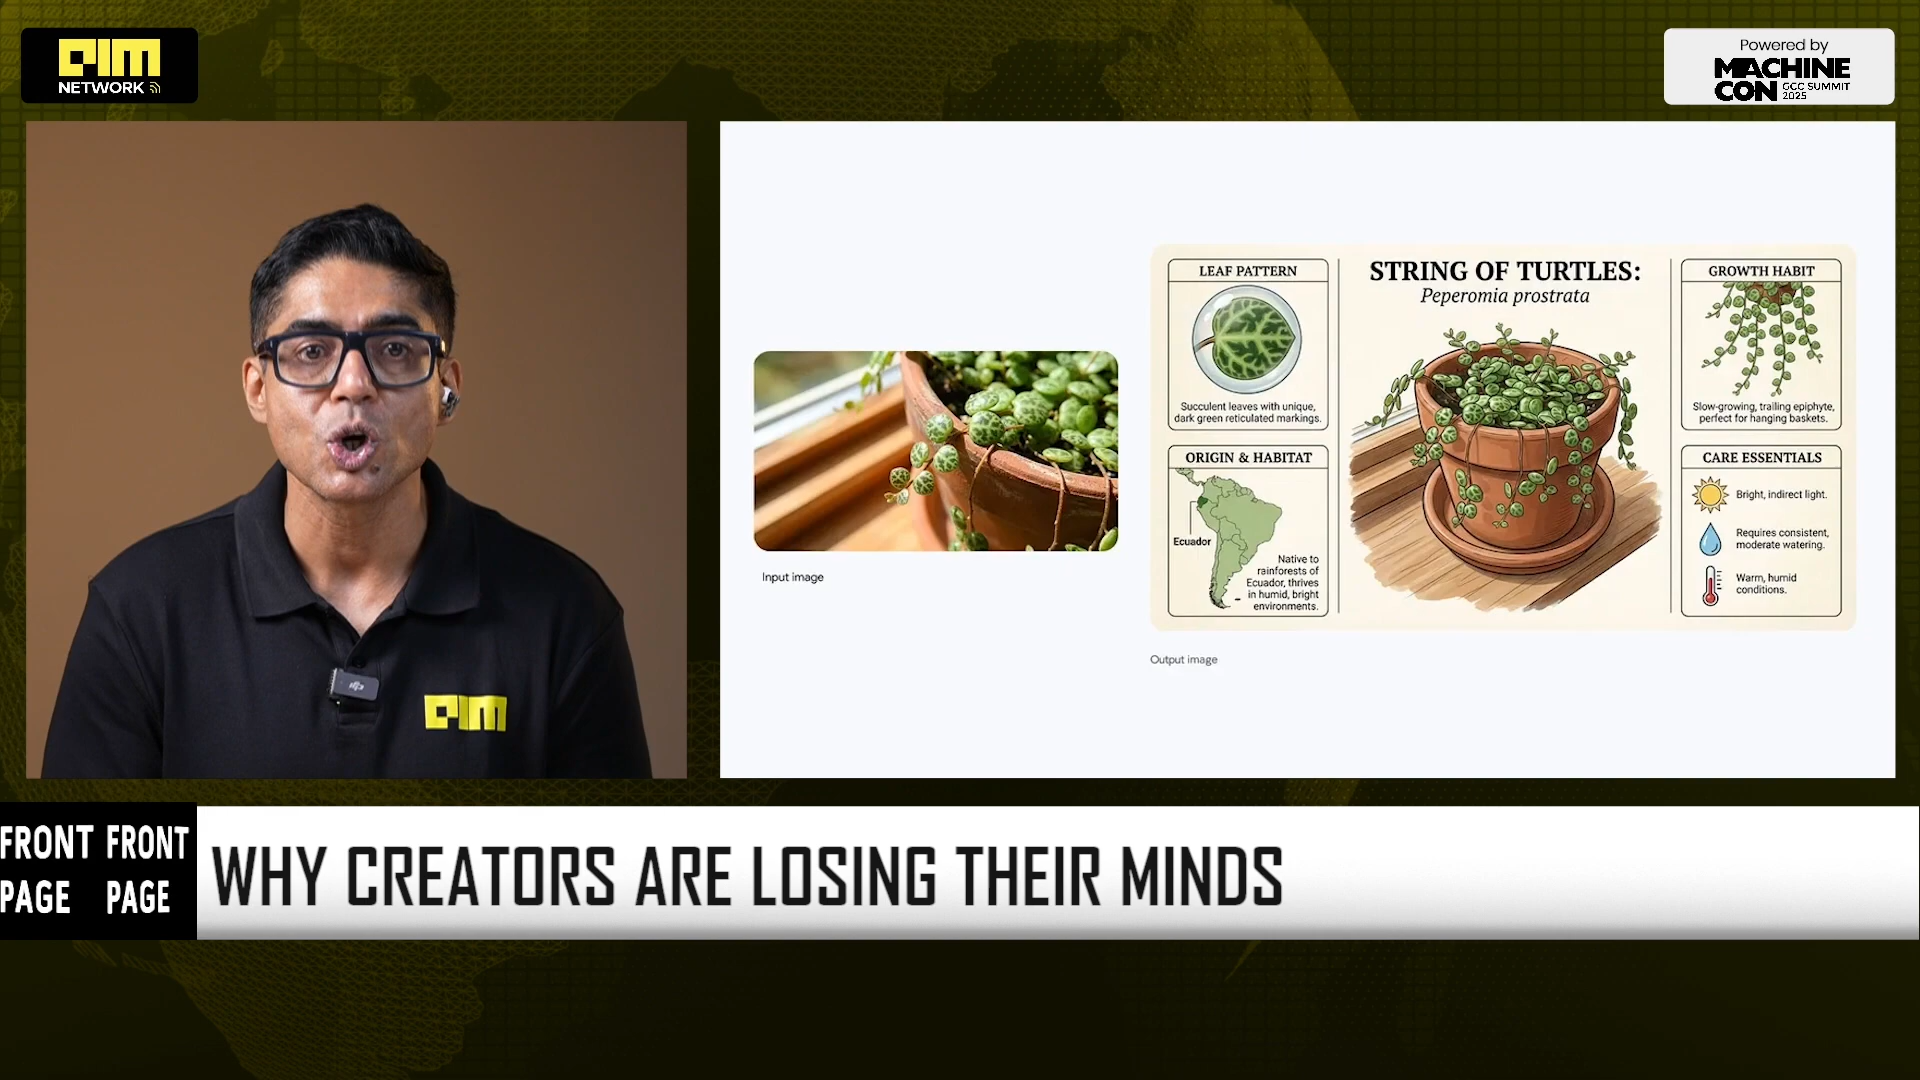 AIM
NETWORK
Powered by
MACHINE
CON GCC SUMMIT
2025
AIM
Input image
LEAF PATTERN
Succulent leaves with unique,
dark green reticulated markings.
ORIGIN & HABITAT
Ecuador
Native to
rainforests of
Ecuador, thrives
in humid, bright
environments.
STRING OF TURTLES:
Peperomia prostrata
GROWTH HABIT
Slow-growing, trailing epiphyte,
perfect for hanging baskets.
CARE ESSENTIALS
Bright, indirect light.
Requires consistent,
moderate watering.
Warm, humid
conditions.
Output image
FRONT FRONT
PAGE PAGE
WHY CREATORS ARE LOSING THEIR MINDS